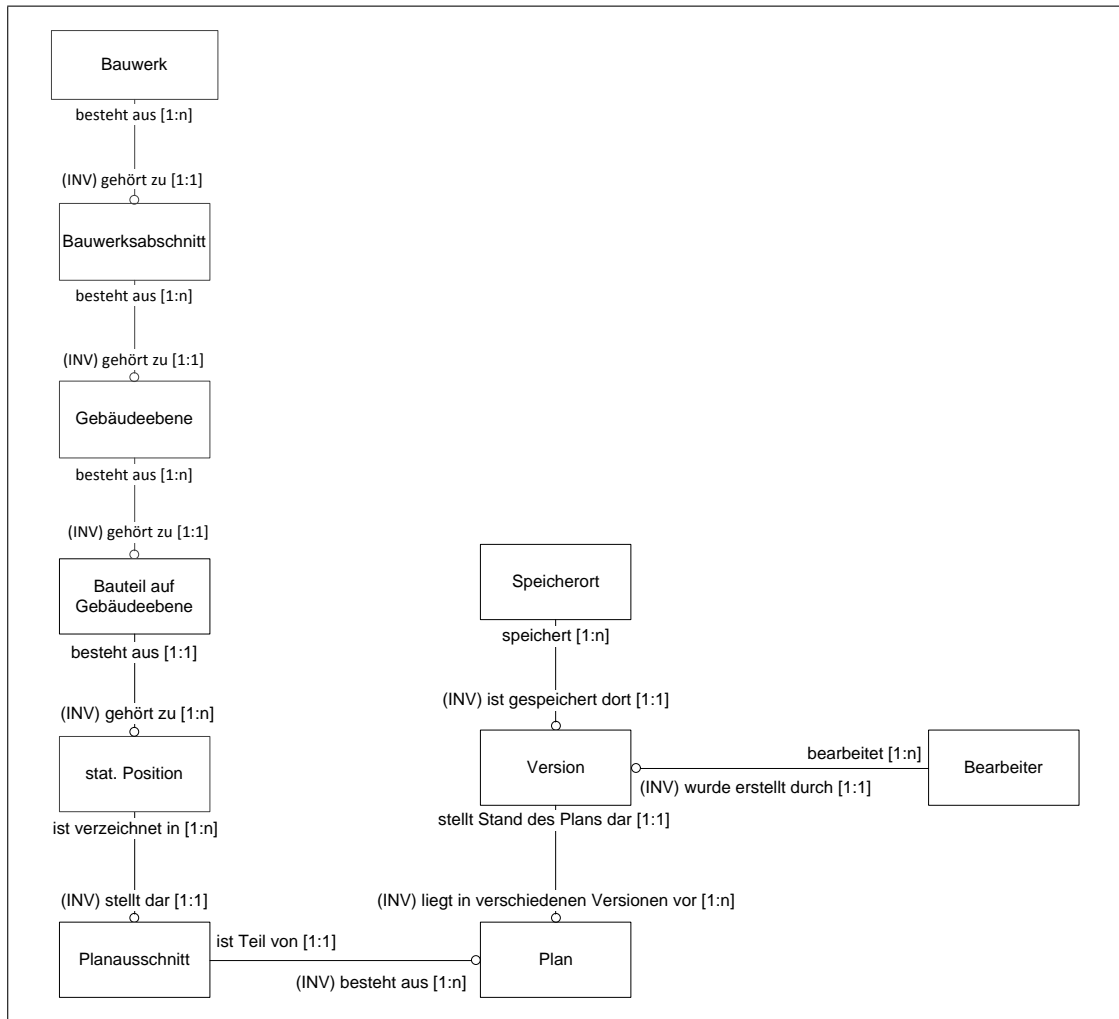 Bauwerk
besteht aus [1:n]
(INV) gehört zu [1:1]
Bauwerksabschnitt
besteht aus [1:n]
(INV) gehört zu [1:1]
Gebäudeebene
besteht aus [1:n]
(INV) gehört zu [1:1]
Bauteil auf
Gebäudeebene
besteht aus [1:1]
(INV) gehört zu [1:n]
stat. Position
ist verzeichnet in [1:n]
(INV) stellt dar [1:1]
Planausschnitt
ist Teil von [1:1]
(INV) besteht aus [1:n]
Speicherort
speichert [1:n]
(INV) ist gespeichert dort [1:1]
Version
bearbeitet [1:n]
(INV) wurde erstellt durch [1:1]
Bearbeiter
stellt Stand des Plans dar [1:1]
(INV) liegt in verschiedenen Versionen vor [1:n]
Plan